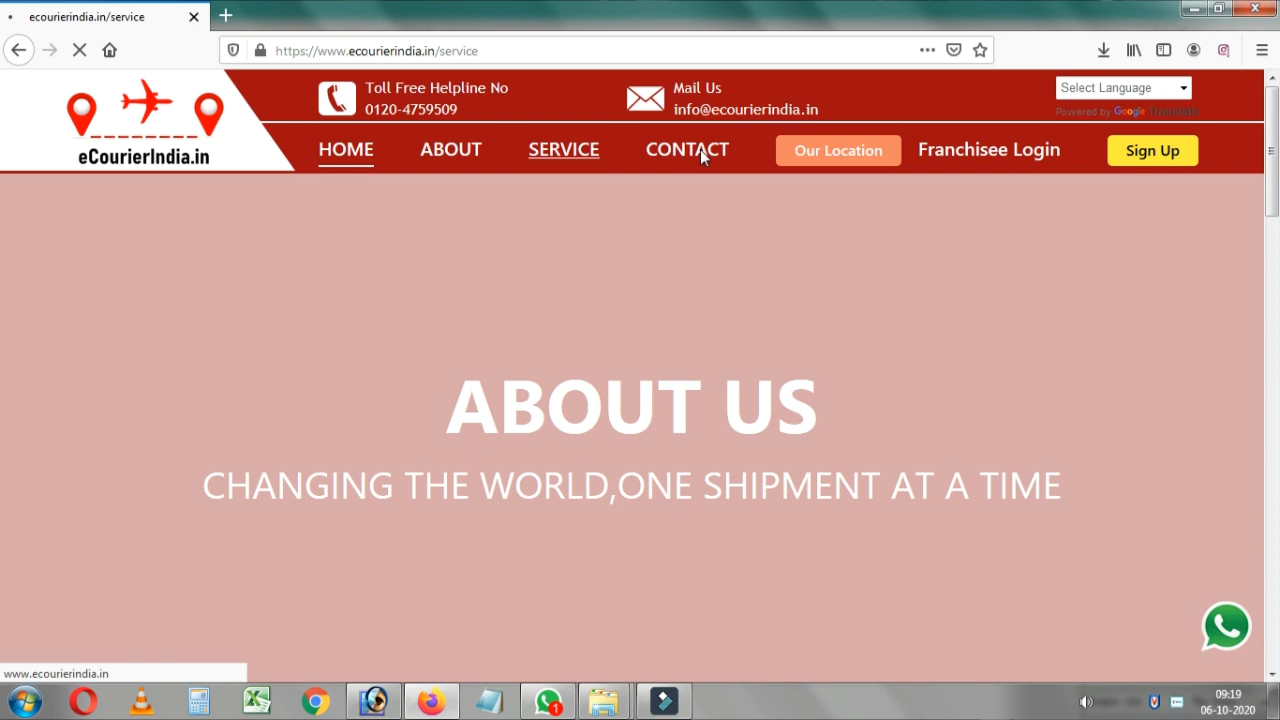 ecourierindia.in/service
https://www.ecourierindia.in/service
eCourierIndia.in
Toll Free Helpline No
0120-4759509
Mail Us
info@ecourierindia.in
Select Language
Powered by Google Translate
HOME ABOUT SERVICE CONTACT Our Location Franchisee Login Sign Up
ABOUT US
CHANGING THE WORLD,ONE SHIPMENT AT A TIME
www.ecourierindia.in
1
09:19
06-10-2020